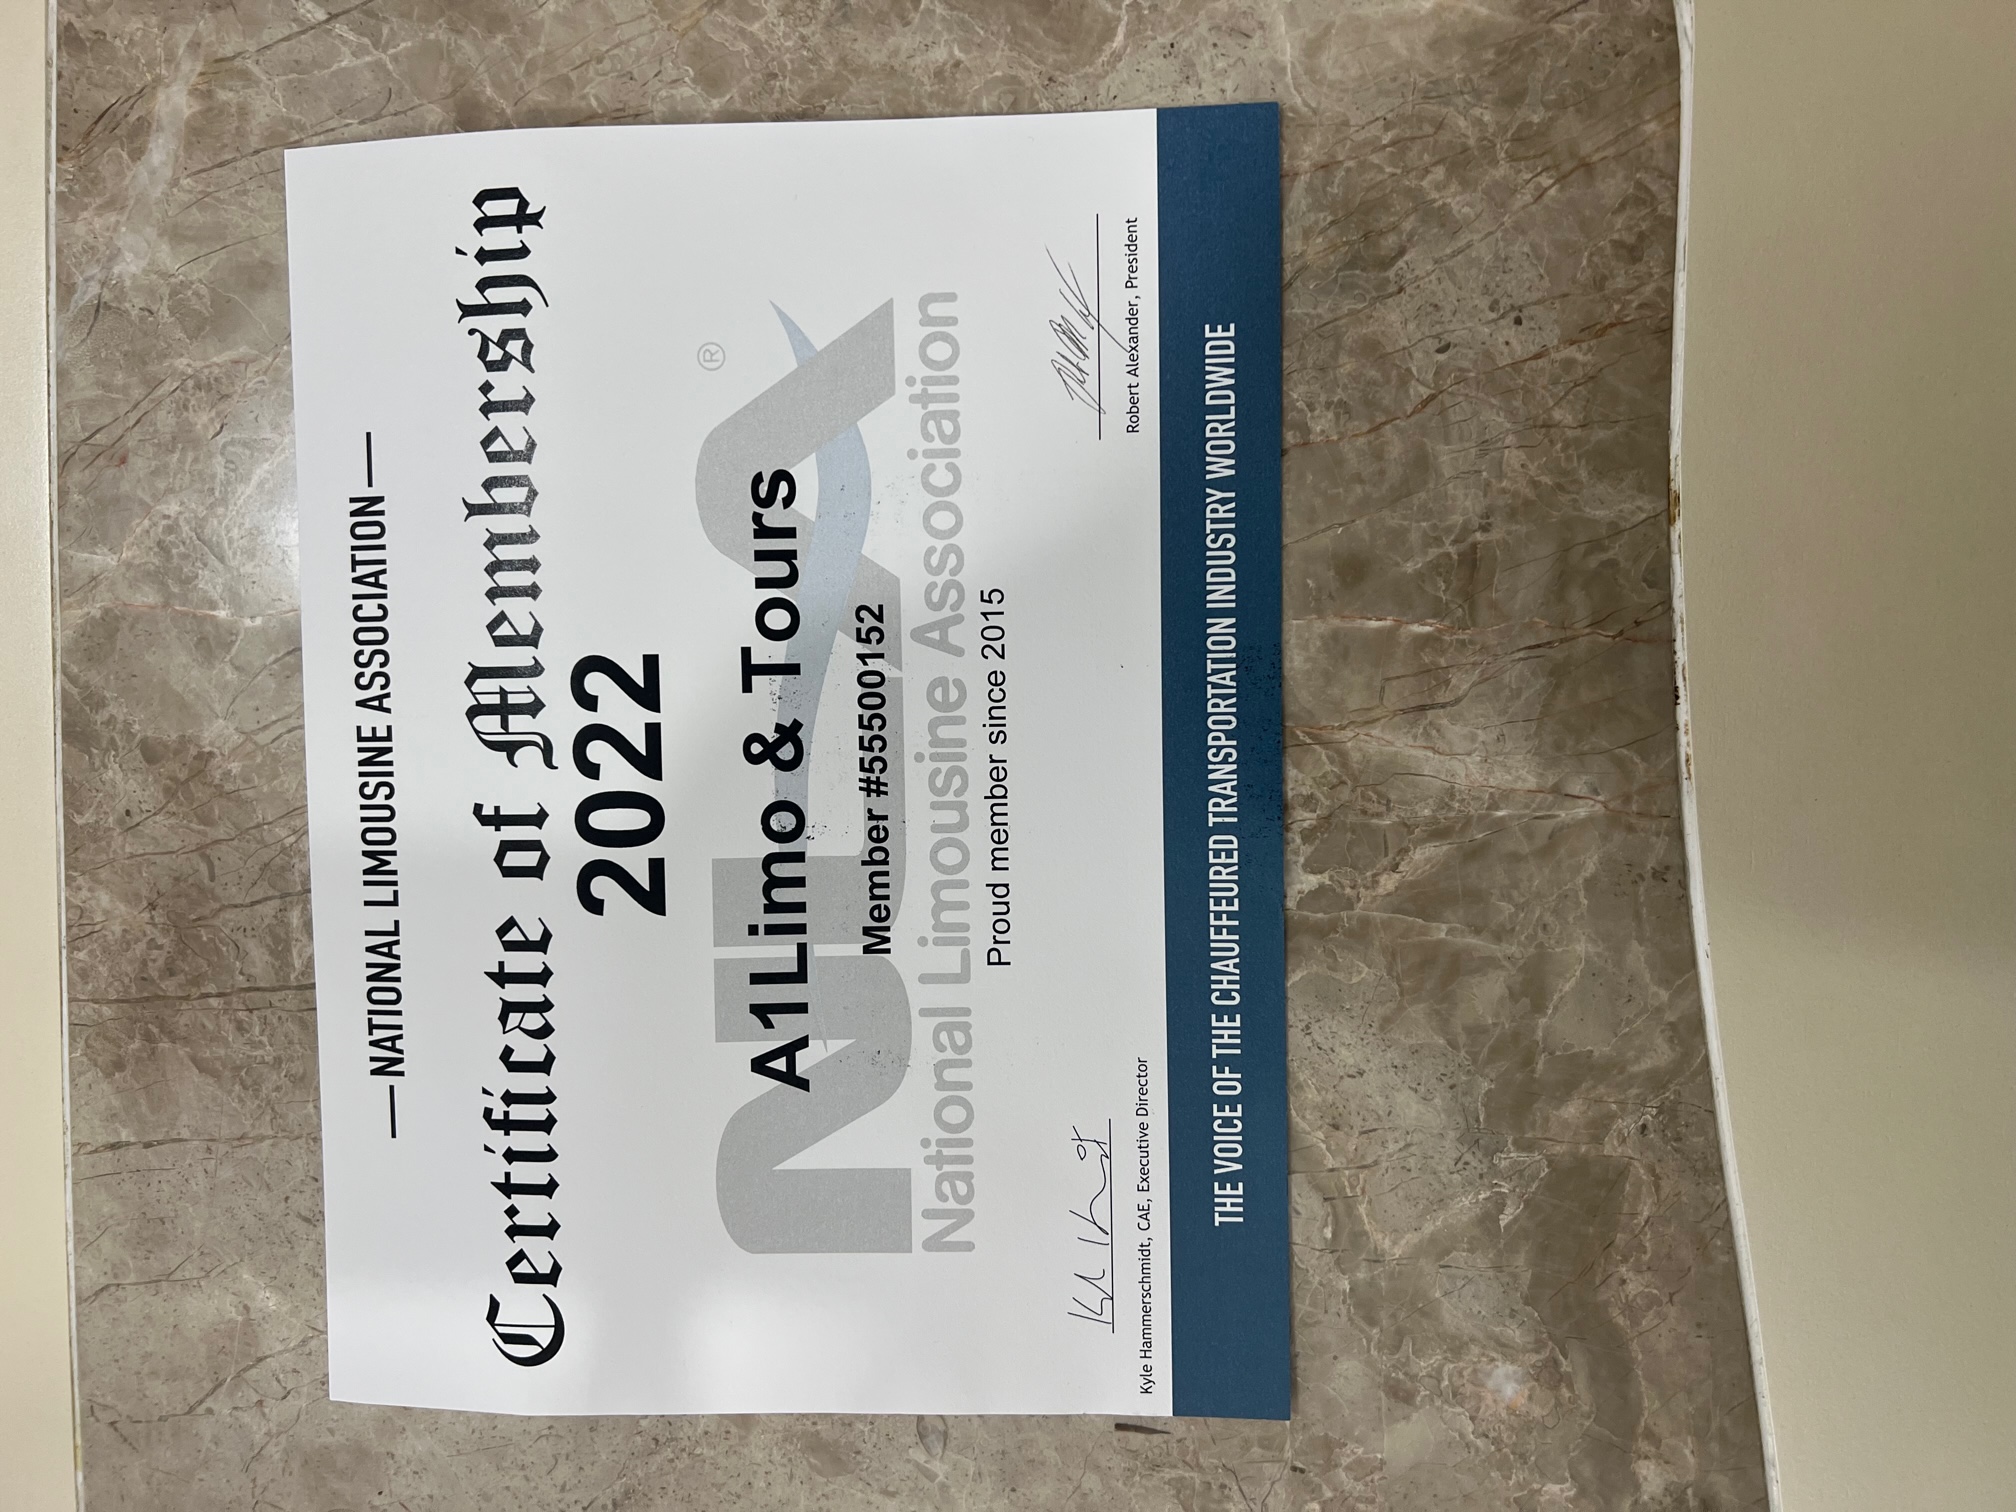 NATIONAL LIMOUSINE ASSOCIATION
Certificate of Membership
2022
®
A1Limo & Tours
Member #55500152
NLA
National Limousine Association
Proud member since 2015
Kyle Hammerschmidt, CAE, Executive Director
Robert Alexander, President
THE VOICE OF THE CHAUFFEURED TRANSPORTATION INDUSTRY WORLDWIDE